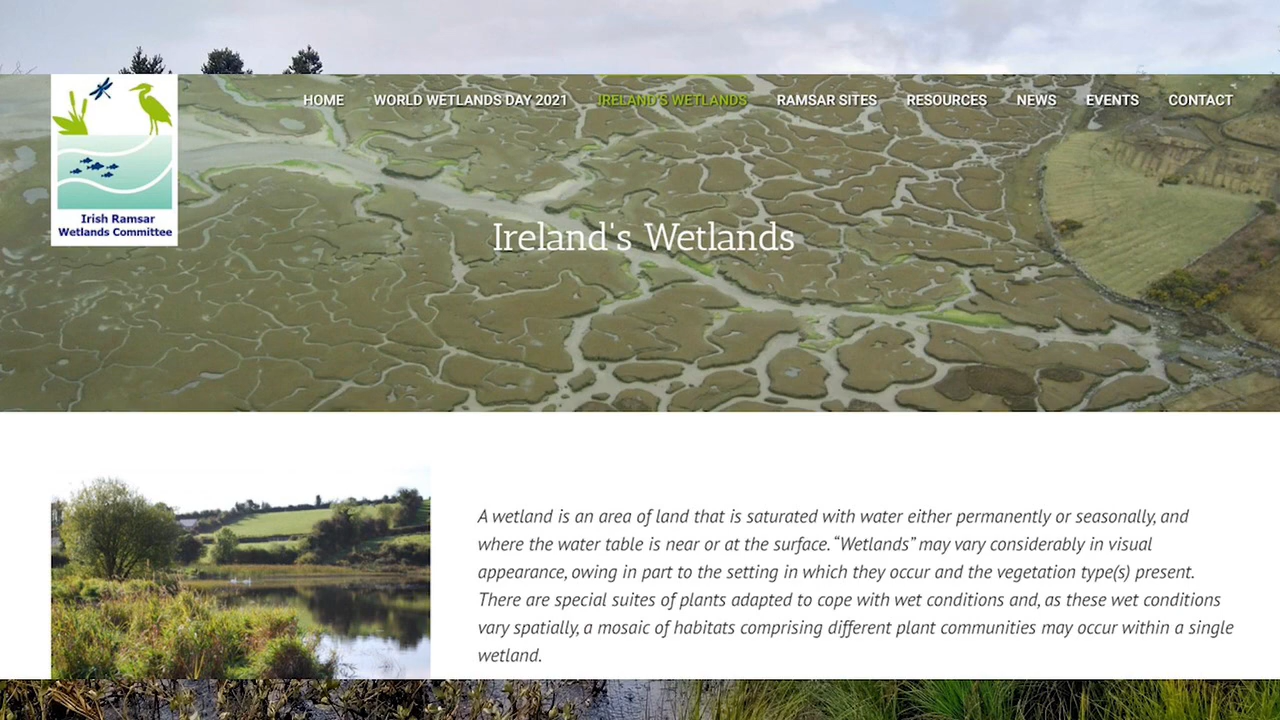 HOME WORLD WETLANDS DAY 2021 IRELAND'S WETLANDS RAMSAR SITES RESOURCES NEWS EVENTS CONTACT
Irish Ramsar
Wetlands Committee
Ireland's Wetlands
A wetland is an area of land that is saturated with water either permanently or seasonally, and
where the water table is near or at the surface. “Wetlands” may vary considerably in visual
appearance, owing in part to the setting in which they occur and the vegetation type(s) present.
There are special suites of plants adapted to cope with wet conditions and, as these wet conditions
vary spatially, a mosaic of habitats comprising different plant communities may occur within a single
wetland.